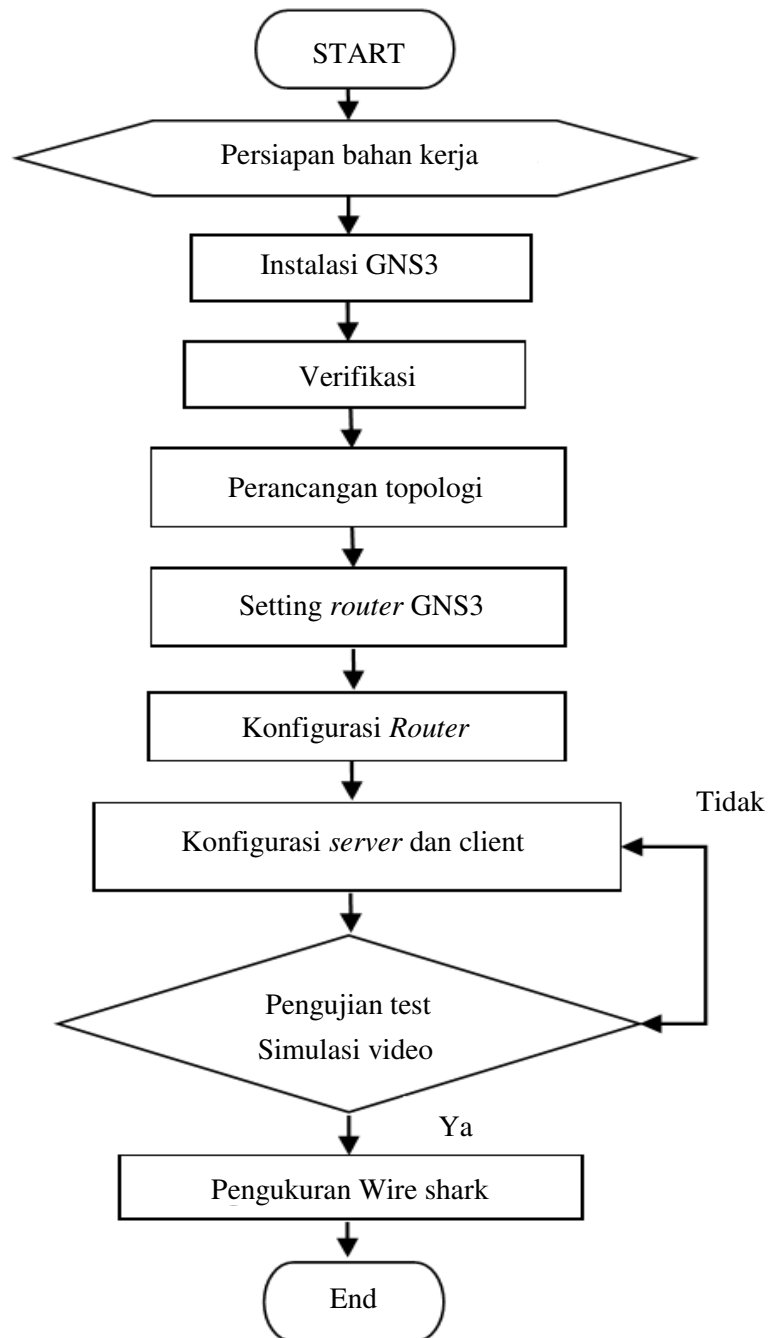 START
Persiapan bahan kerja
Instalasi GNS3
Verifikasi
Perancangan topologi
Setting router GNS3
Konfigurasi Router
Tidak
Konfigurasi server dan client
Pengujian test
Simulasi video
Ya
Pengukuran Wire shark
End